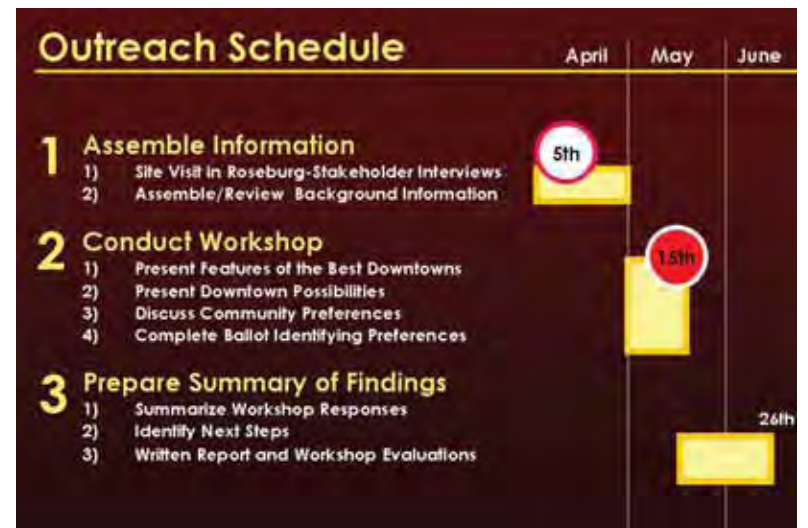 Outreach Schedule
April May June
1 Assemble Information
5th
1) Site Visit in Roseburg-Stakeholder Interviews
2) Assemble/Review Background Information
2 Conduct Workshop
15th
1) Present Features of the Best Downtowns
2) Present Downtown Possibilities
3) Discuss Community Preferences
4) Complete Ballot Identifying Preferences
3 Prepare Summary of Findings
1) Summarize Workshop Responses
26th
2) Identify Next Steps
3) Written Report and Workshop Evaluations